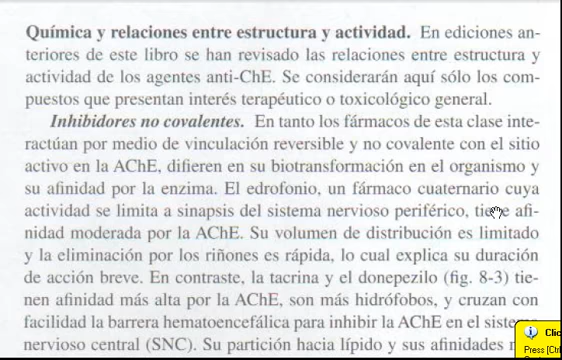 Química y relaciones entre estructura y actividad. En ediciones an-
teriores de este libro se han revisado las relaciones entre estructura y
actividad de los agentes anti-ChE. Se considerarán aquí sólo los com-
puestos que presentan interés terapéutico o toxicológico general.
Inhibidores no covalentes. En tanto los fármacos de esta clase inte-
ractúan por medio de vinculación reversible y no covalente con el sitio
activo en la AChE, difieren en su biotransformación en el organismo y
su afinidad por la enzima. El edrofonio, un fármaco cuaternario cuya
actividad se limita a sinapsis del sistema nervioso periférico, tiene afi-
nidad moderada por la AChE. Su volumen de distribución es limitado
y la eliminación por los riñones es rápida, lo cual explica su duración
de acción breve. En contraste, la tacrina y el donepezilo (fig. 8-3) tie-
nen afinidad más alta por la AChE, son más hidrófobos, y cruzan con
facilidad la barrera hematoencefálica para inhibir la AChE en el sistema
nervioso central (SNC). Su partición hacia lípido y sus afinidades
Clic
Press [Ctrl